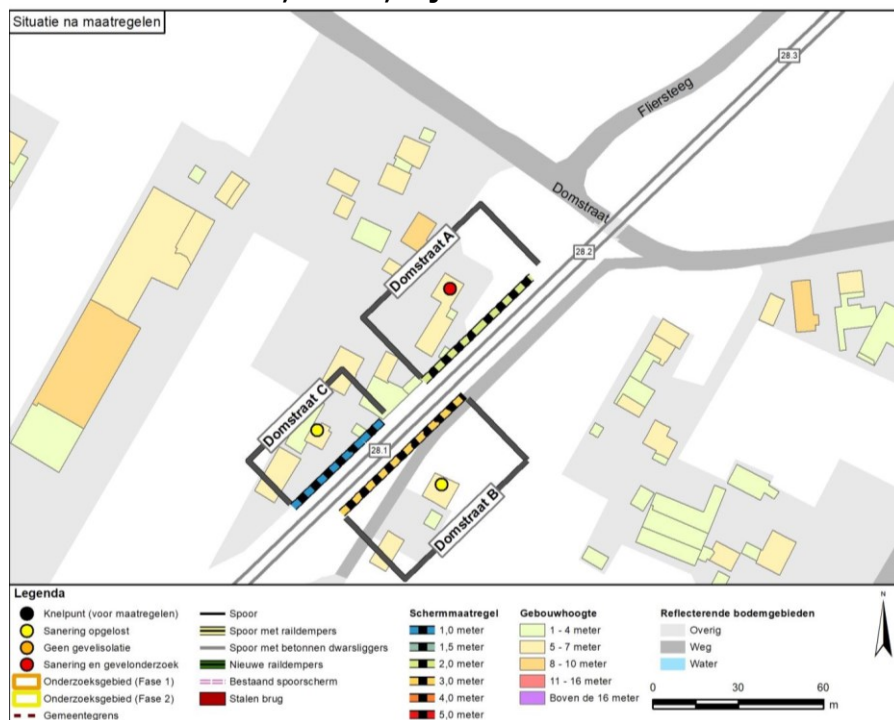 Situatie na maatregelen
28.3
Fliersteeg
Domstraat
28.2
Domstraat A
Domstraat C
28.1
Domstraat B
Legenda
Knelpunt (voor maatregelen)
Sanering opgelost
Geen gevelisolatie
Sanering en gevelonderzoek
Onderzoeksgebied (Fase 1)
Onderzoeksgebied (Fase 2)
Gemeentegrens
Spoor
Spoor met raildempers
Spoor met betonnen dwarsliggers
Nieuwe raildempers
Bestaand spoorscherm
Stalen brug
Schermmaatregel
1,0 meter
1,5 meter
2,0 meter
3,0 meter
4,0 meter
5,0 meter
Gebouwhoogte
1 - 4 meter
5 - 7 meter
8 - 10 meter
11 - 16 meter
Boven de 16 meter
Reflecterende bodemgebieden
Overig
Weg
Water
N
0 30 60
m